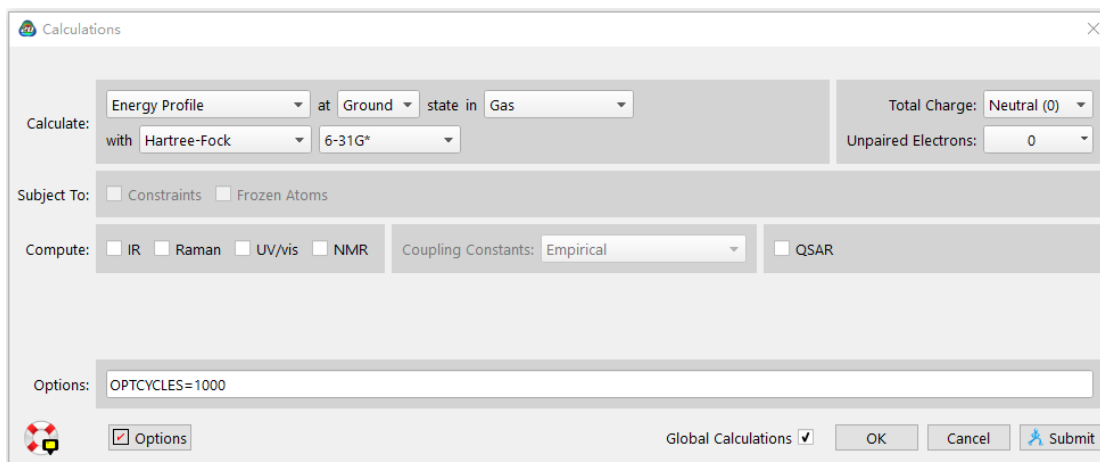 Calculations
Calculate: Energy Profile at Ground state in Gas Total Charge: Neutral (0)
with Hartree-Fock 6-31G* Unpaired Electrons: 0
Subject To: Constraints Frozen Atoms
Compute: IR Raman UV/vis NMR Coupling Constants: Empirical QSAR
Options: OPTCYCLES=1000
Options Global Calculations OK Cancel Submit